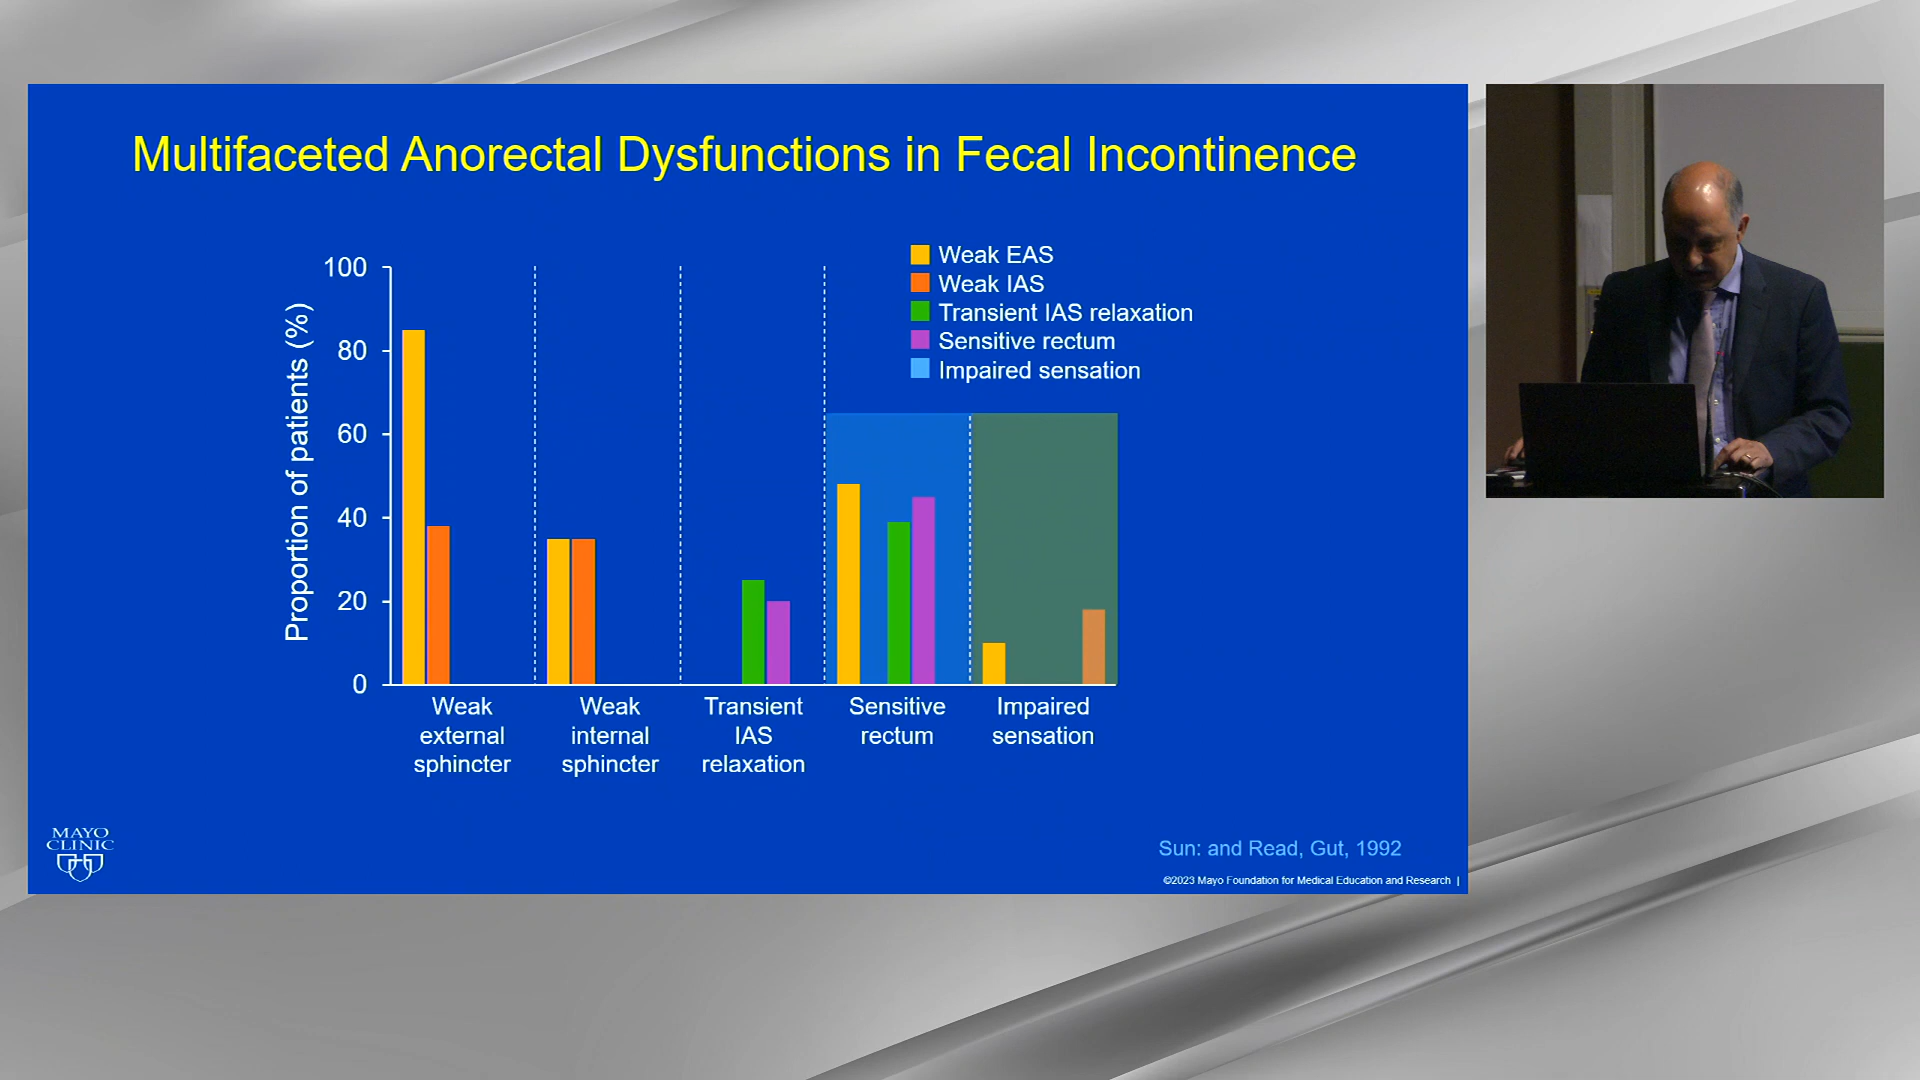 Multifaceted Anorectal Dysfunctions in Fecal Incontinence
Weak EAS
Weak IAS
Transient IAS relaxation
Sensitive rectum
Impaired sensation
Proportion of patients (%)
100
80
60
40
20
0
Weak
external
sphincter
Weak
internal
sphincter
Transient
IAS
relaxation
Sensitive
rectum
Impaired
sensation
MAYO
CLINIC
Sun: and Read, Gut, 1992
©2023 Mayo Foundation for Medical Education and Research |